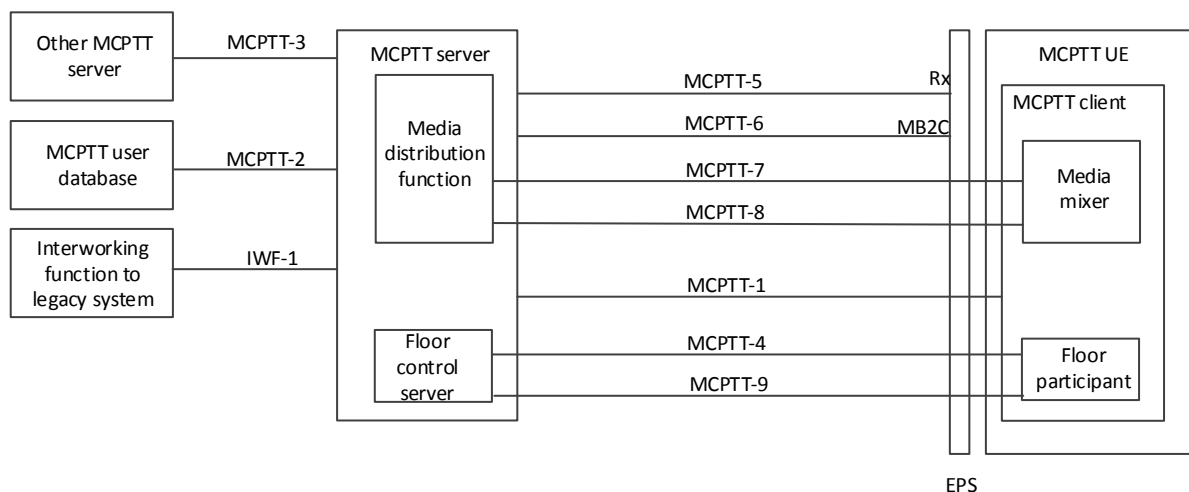 Other MCPTT
server
MCPTT-3
MCPTT user
database
MCPTT-2
Interworking
function to
legacy system
IWF-1
MCPTT server
Media
distribution
function
Floor
control
server
MCPTT-5
Rx
MCPTT-6
MB2C
MCPTT-7
MCPTT-8
MCPTT-1
MCPTT-4
MCPTT-9
EPS
MCPTT UE
MCPTT client
Media
mixer
Floor
participant